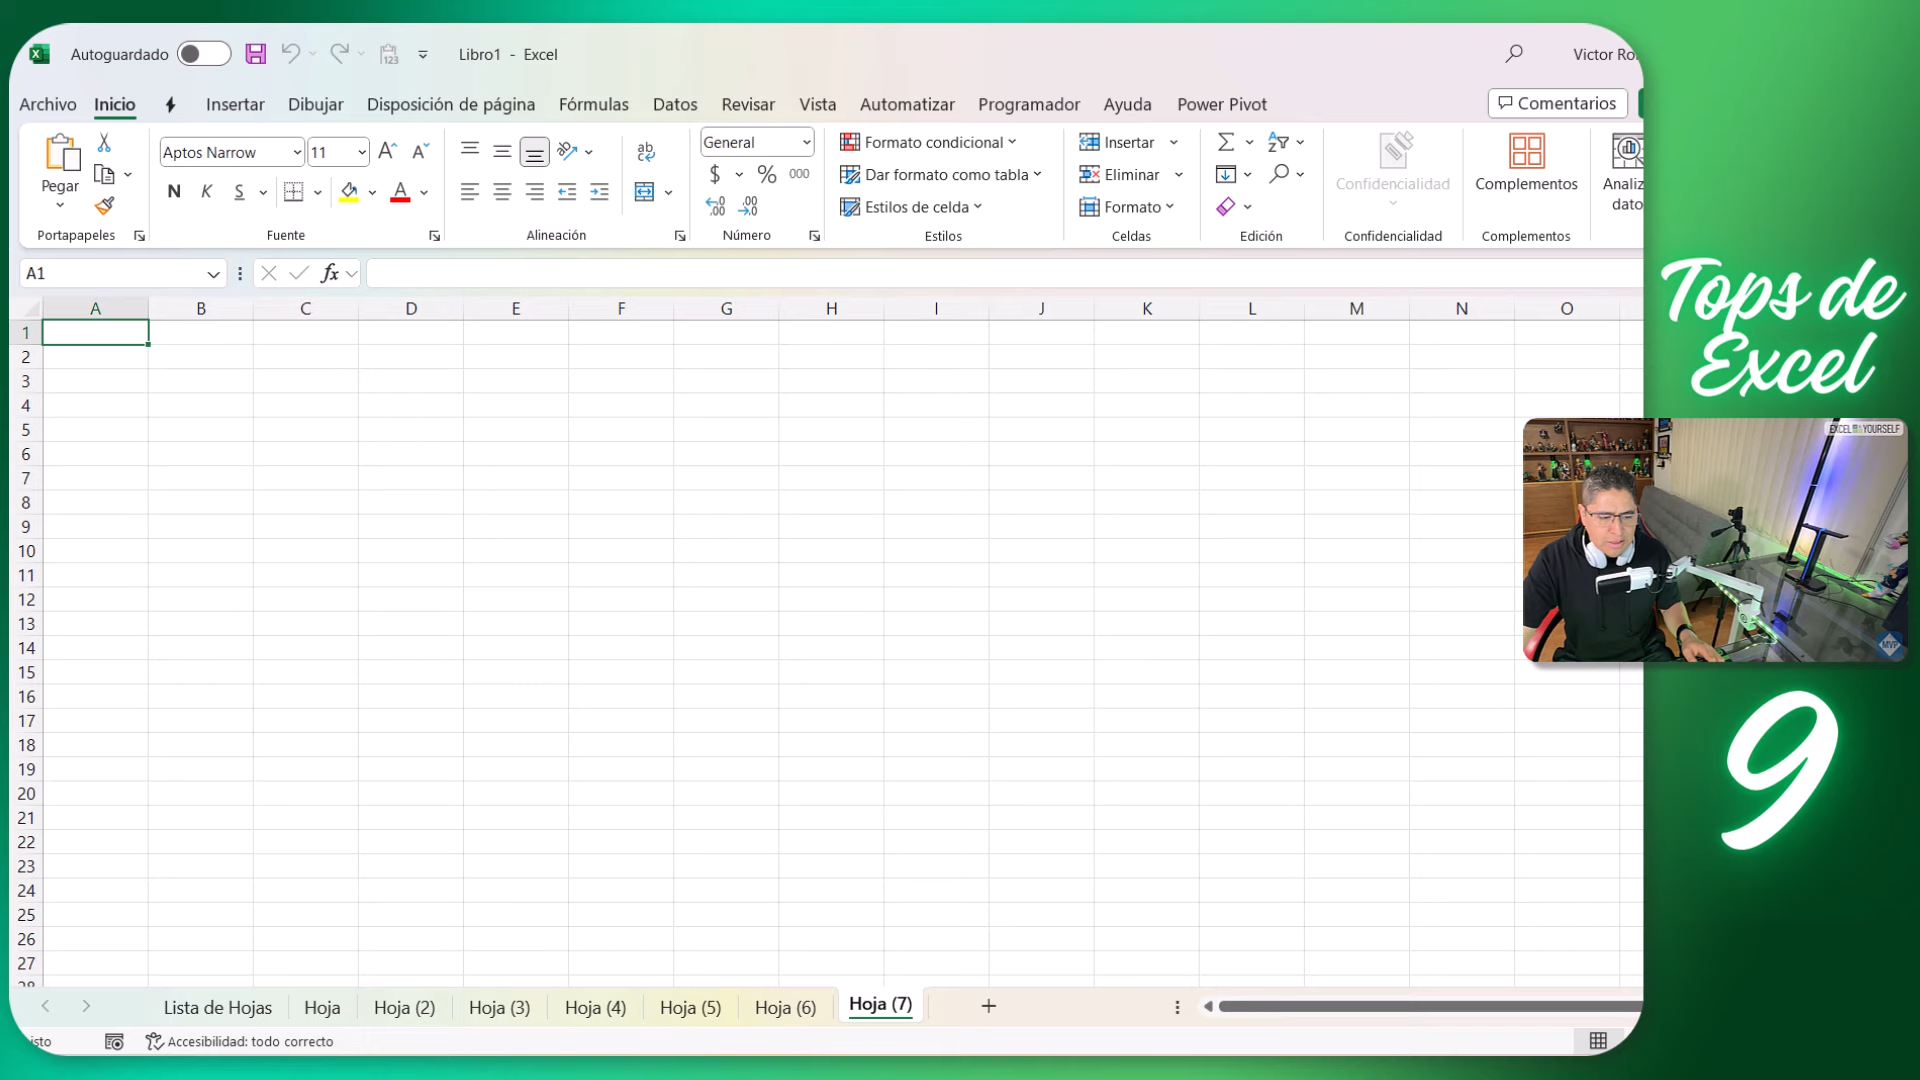 Autoguardado
Libro1 - Excel
Victor Ro
Archivo
Inicio
Insertar
Dibujar
Disposición de página
Fórmulas
Datos
Revisar
Vista
Automatizar
Programador
Ayuda
Power Pivot
Comentarios
Pegar
Portapapeles
Aptos Narrow
11
N K S
Fuente
ab
c
Alineación
General
$ % 000
Número
Formato condicional
Dar formato como tabla
Estilos de celda
Estilos
Insertar
Eliminar
Formato
Celdas
Edición
Confidencialidad
Confidencialidad
Complementos
Complementos
Analiz
dato
A1
fx
A B C D E F G H I J K L M N O
1
2
3
4
5
6
7
8
9
10
11
12
13
14
15
16
17
18
19
20
21
22
23
24
25
26
27
28
Lista de Hojas
Hoja
Hoja (2)
Hoja (3)
Hoja (4)
Hoja (5)
Hoja (6)
Hoja (7)
isto
Accesibilidad: todo correcto
Tops de
Excel
EXCEL YOURSELF
MVP
9